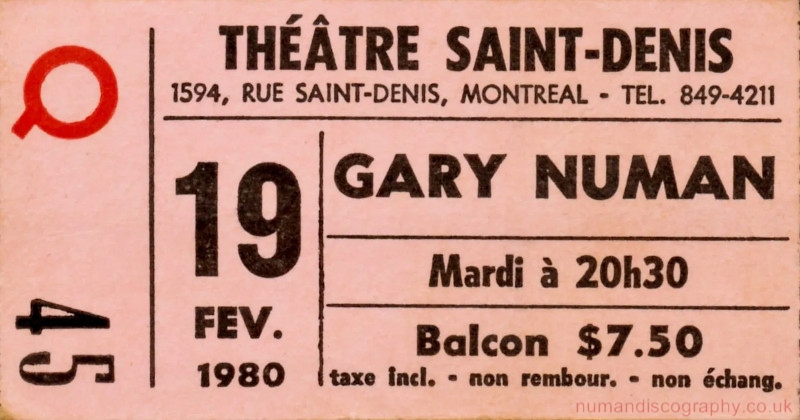 Q
45
THÉÂTRE SAINT-DENIS
1594, RUE SAINT-DENIS, MONTREAL - TEL. 849-4211
19
FEV.
1980
GARY NUMAN
Mardi à 20h30
Balcon $7.50
taxe incl. - non rembour. - non échang.
numandiscography.co.uk